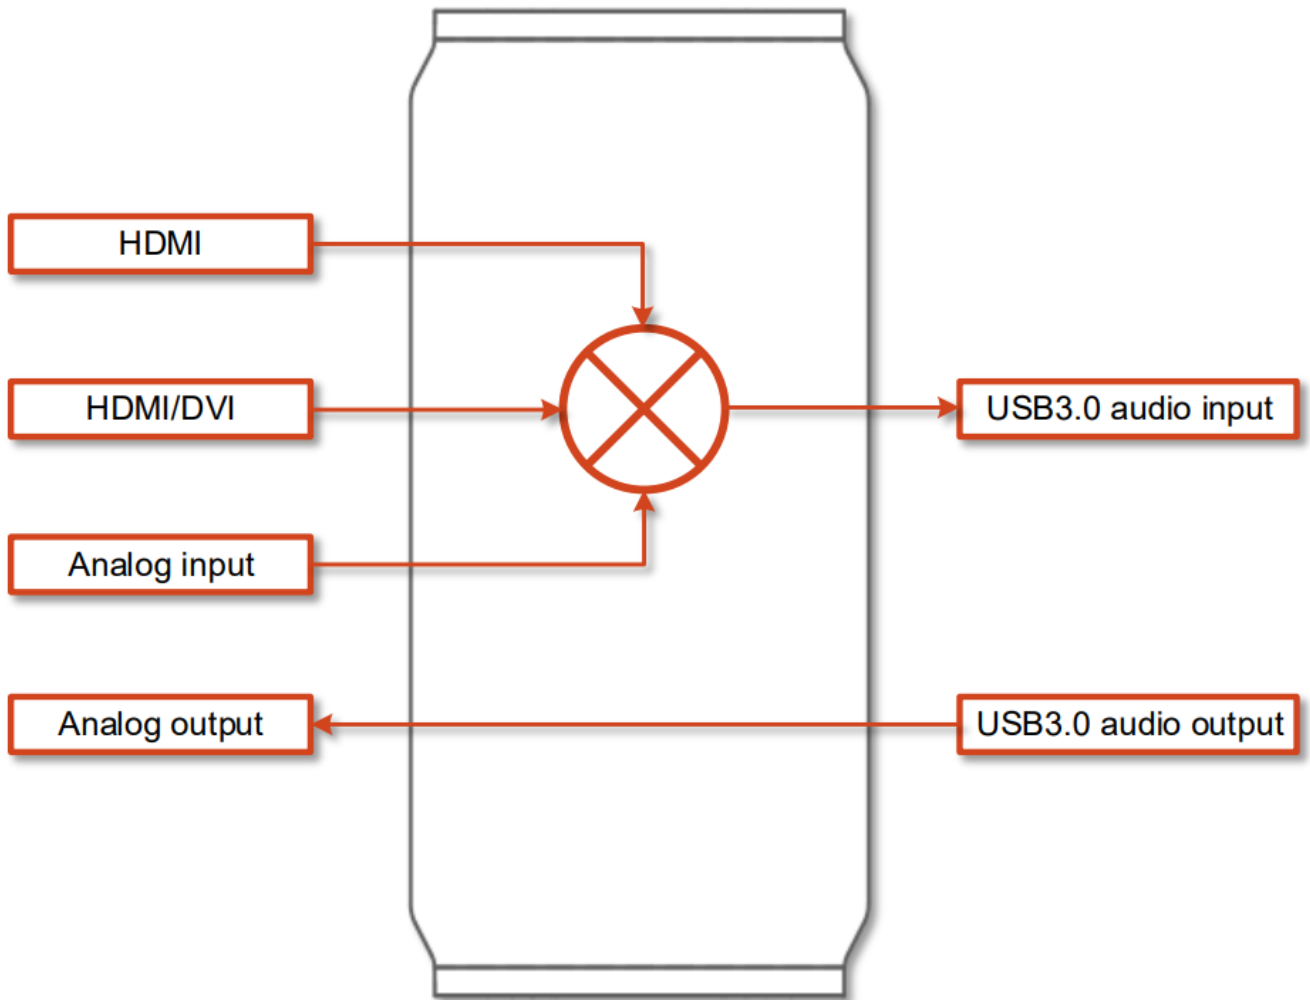 HDMI
HDMI/DVI
USB3.0 audio input
Analog input
Analog output
USB3.0 audio output